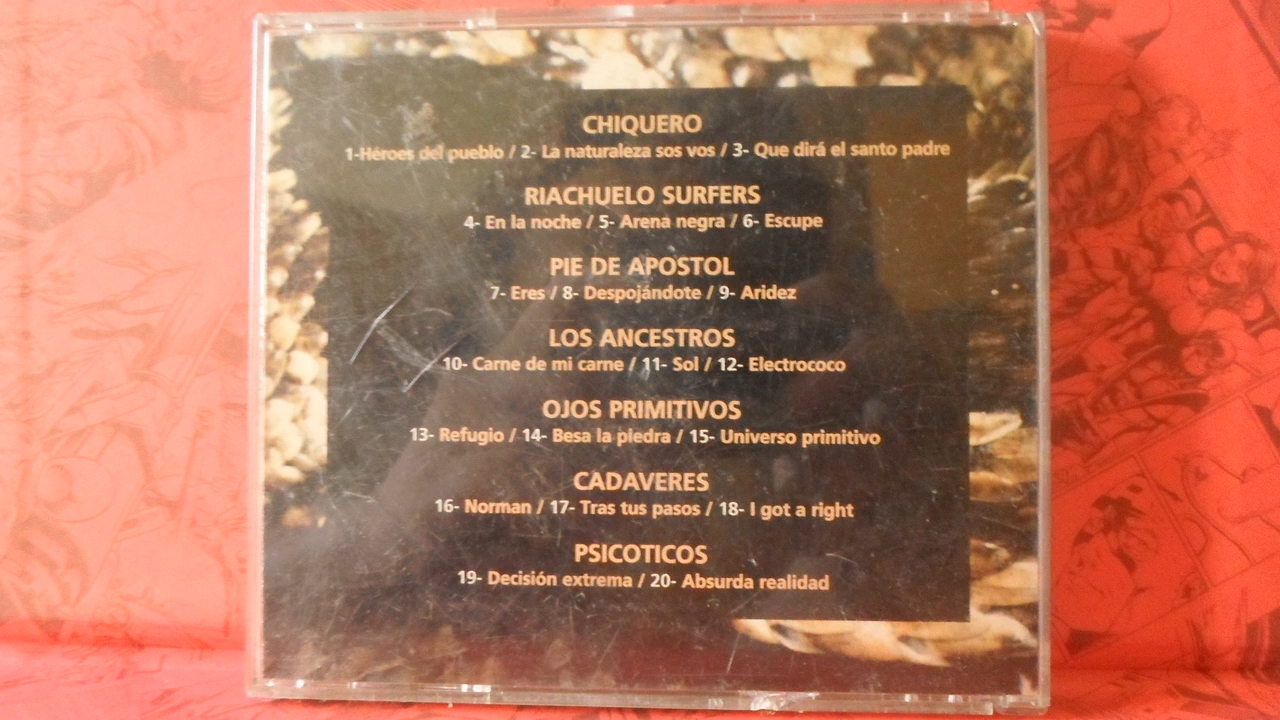 CHIQUERO
1-Héroes del pueblo / 2- La naturaleza sos vos / 3- Que dirá el santo padre
RIACHUELO SURFERS
4- En la noche / 5- Arena negra / 6- Escupe
PIE DE APOSTOL
7- Eres / 8- Despojándote / 9- Aridez
LOS ANCESTROS
10- Carne de mi carne / 11- Sol / 12- Electrococo
OJOS PRIMITIVOS
13- Refugio / 14- Besa la piedra / 15- Universo primitivo
CADAVERES
16- Norman / 17- Tras tus pasos / 18- I got a right
PSICOTICOS
19- Decisión extrema / 20- Absurda realidad